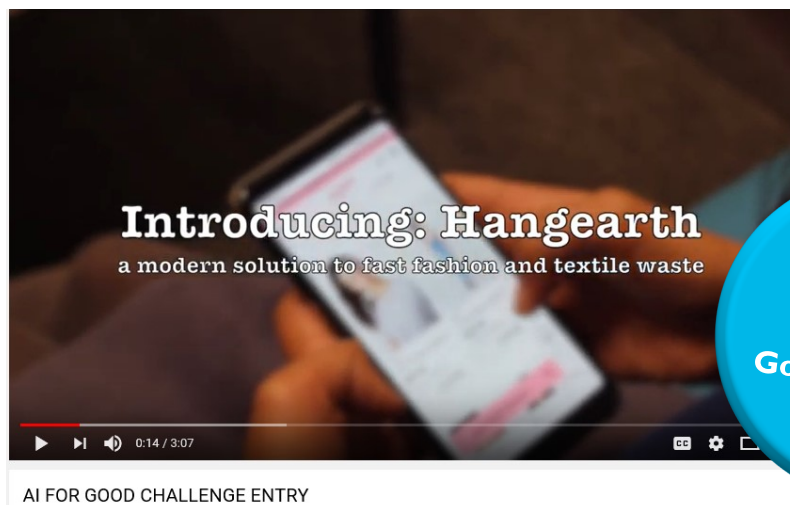 Introducing: Hangearth
a modern solution to fast fashion and textile waste
0:14 / 3:07
CC
AI FOR GOOD CHALLENGE ENTRY